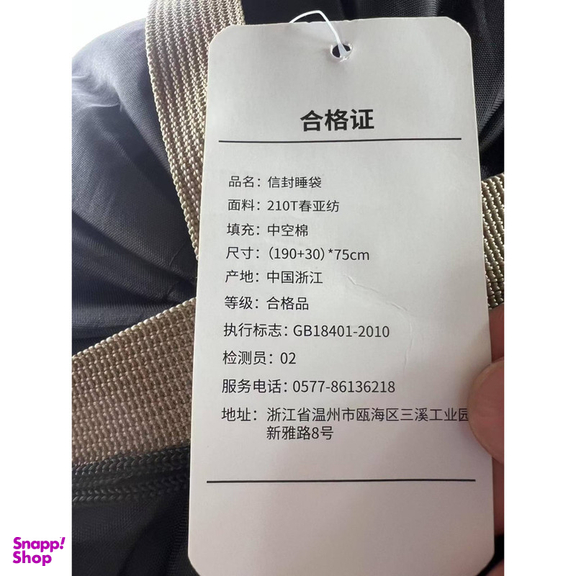 合格证
品名：信封睡袋
面料：210T春亚纺
填充：中空棉
尺寸：（190+30）*75cm
产地：中国浙江
等级：合格品
执行标志：GB18401-2010
检测员：02
服务电话：0577-86136218
地址：浙江省温州市瓯海区三溪工业园
新雅路8号
Snapp!
Shop